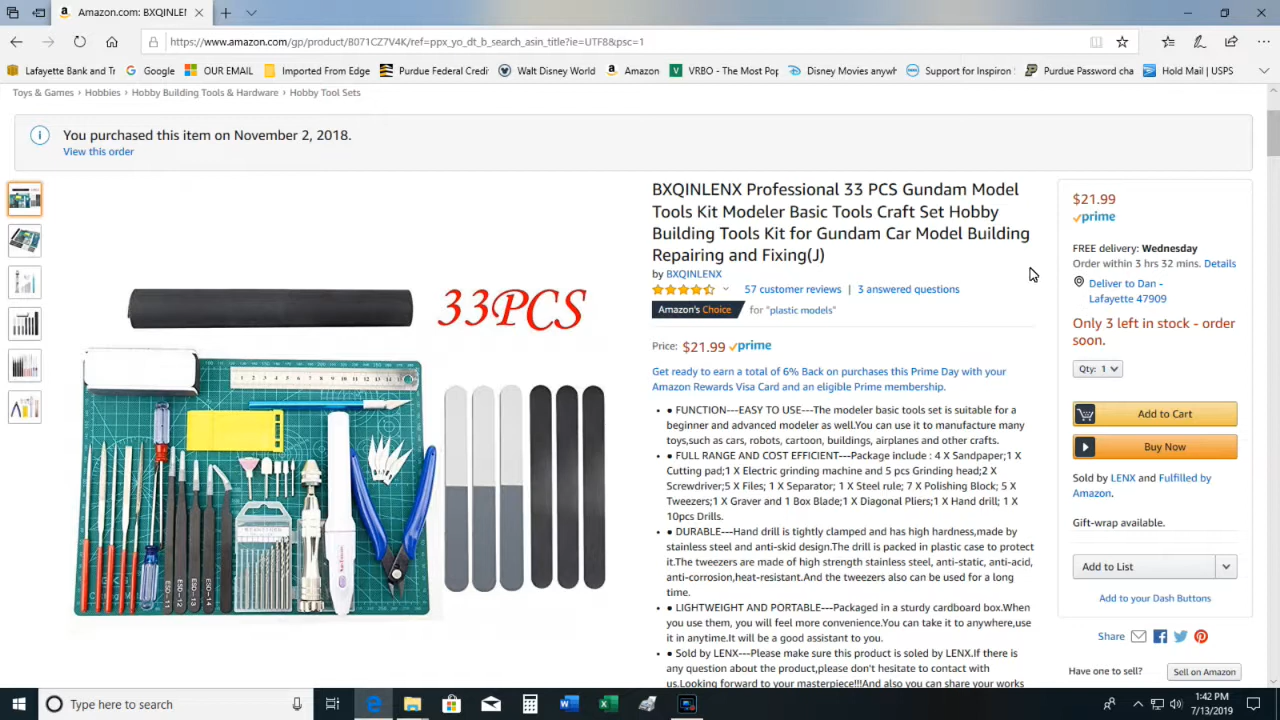 Amazon.com: BXQINLEN
https://www.amazon.com/gp/product/B071CZ7V4K/ref=ppx_yo_dt_b_search_asin_title?ie=UTF8&psc=1
Lafayette Bank and Tr Google OUR EMAIL Imported From Edge Purdue Federal Credi Walt Disney World Amazon VRBO - The Most Pop Disney Movies anywh Support for Inspiron Purdue Password cha Hold Mail | USPS
Toys & Games › Hobbies › Hobby Building Tools & Hardware › Hobby Tool Sets
You purchased this item on November 2, 2018.
View this order
33PCS
BXQINLENX Professional 33 PCS Gundam Model
Tools Kit Modeler Basic Tools Craft Set Hobby
Building Tools Kit for Gundam Car Model Building
Repairing and Fixing(J)
by BXQINLENX
57 customer reviews | 3 answered questions
Amazon's Choice for "plastic models"
Price: $21.99 prime
Get ready to earn a total of 6% Back on purchases this Prime Day with your
Amazon Rewards Visa Card and an eligible Prime membership.
• ● FUNCTION---EASY TO USE---The modeler basic tools set is suitable for a
beginner and advanced modeler as well.You can use it to manufacture many
toys,such as cars, robots, cartoon, buildings, airplanes and other crafts.
• ● FULL RANGE AND COST EFFICIENT---Package include : 4 X Sandpaper;1 X
Cutting pad;1 X Electric grinding machine and 5 pcs Grinding head;2 X
Screwdriver;5 X Files; 1 X Separator; 1 X Steel rule; 7 X Polishing Block; 5 X
Tweezers;1 X Graver and 1 Box Blade;1 X Diagonal Pliers;1 X Hand drill; 1 X
10pcs Drills.
• ● DURABLE---Hand drill is tightly clamped and has high hardness,made by
stainless steel and anti-skid design.The drill is packed in plastic case to protect
it.The tweezers are made of high strength stainless steel, anti-static, anti-acid,
anti-corrosion,heat-resistant.And the tweezers also can be used for a long
time.
• ● LIGHTWEIGHT AND PORTABLE---Packaged in a sturdy cardboard box.When
you use them, you will feel more convenience.You can take it to anywhere,use
it in anytime.It will be a good assistant to you.
• ● Sold by LENX---Please make sure this product is soled by LENX.If there is
any question about the product,please don't hesitate to contact with
us.Looking forward to your masterpiece!!!And also you can share your works
$21.99
prime
FREE delivery: Wednesday
Order within 3 hrs 32 mins. Details
Deliver to Dan -
Lafayette 47909
Only 3 left in stock - order
soon.
Qty: 1
Add to Cart
Buy Now
Sold by LENX and Fulfilled by
Amazon.
Gift-wrap available.
Add to List
Add to your Dash Buttons
Share
Have one to sell? Sell on Amazon
Type here to search
1:42 PM
7/13/2019